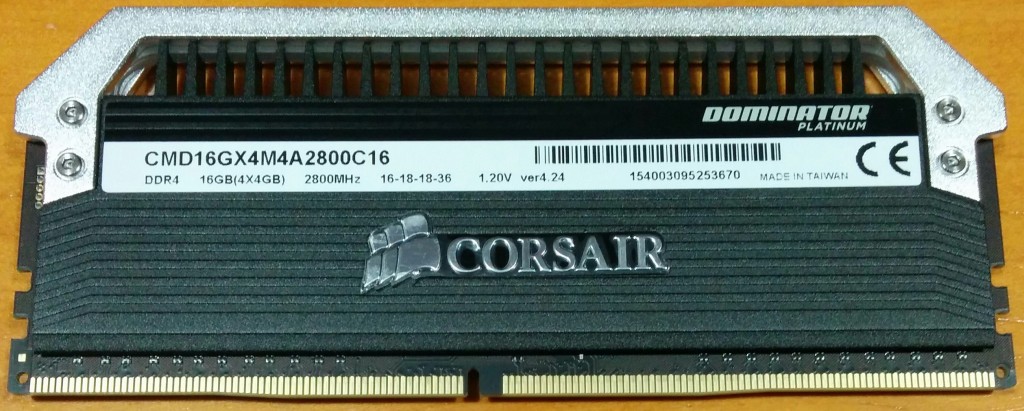 DOMINATOR
PLATINUM
CMD16GX4M4A2800C16
DDR4 16GB(4X4GB) 2800MHz 16-18-18-36 1.20V ver4.24 154003095253670 MADE IN TAIWAN
CE
CORSAIR